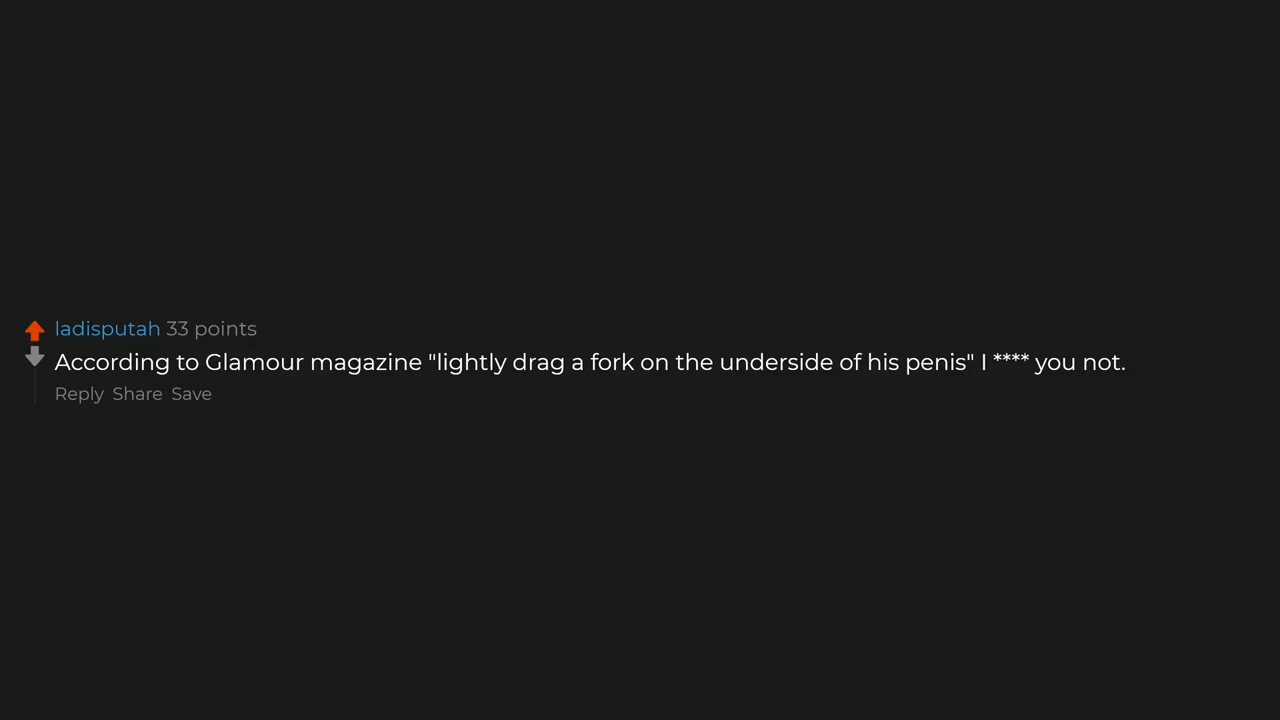 ladisputah 33 points
According to Glamour magazine "lightly drag a fork on the underside of his penis" I **** you not.
Reply Share Save